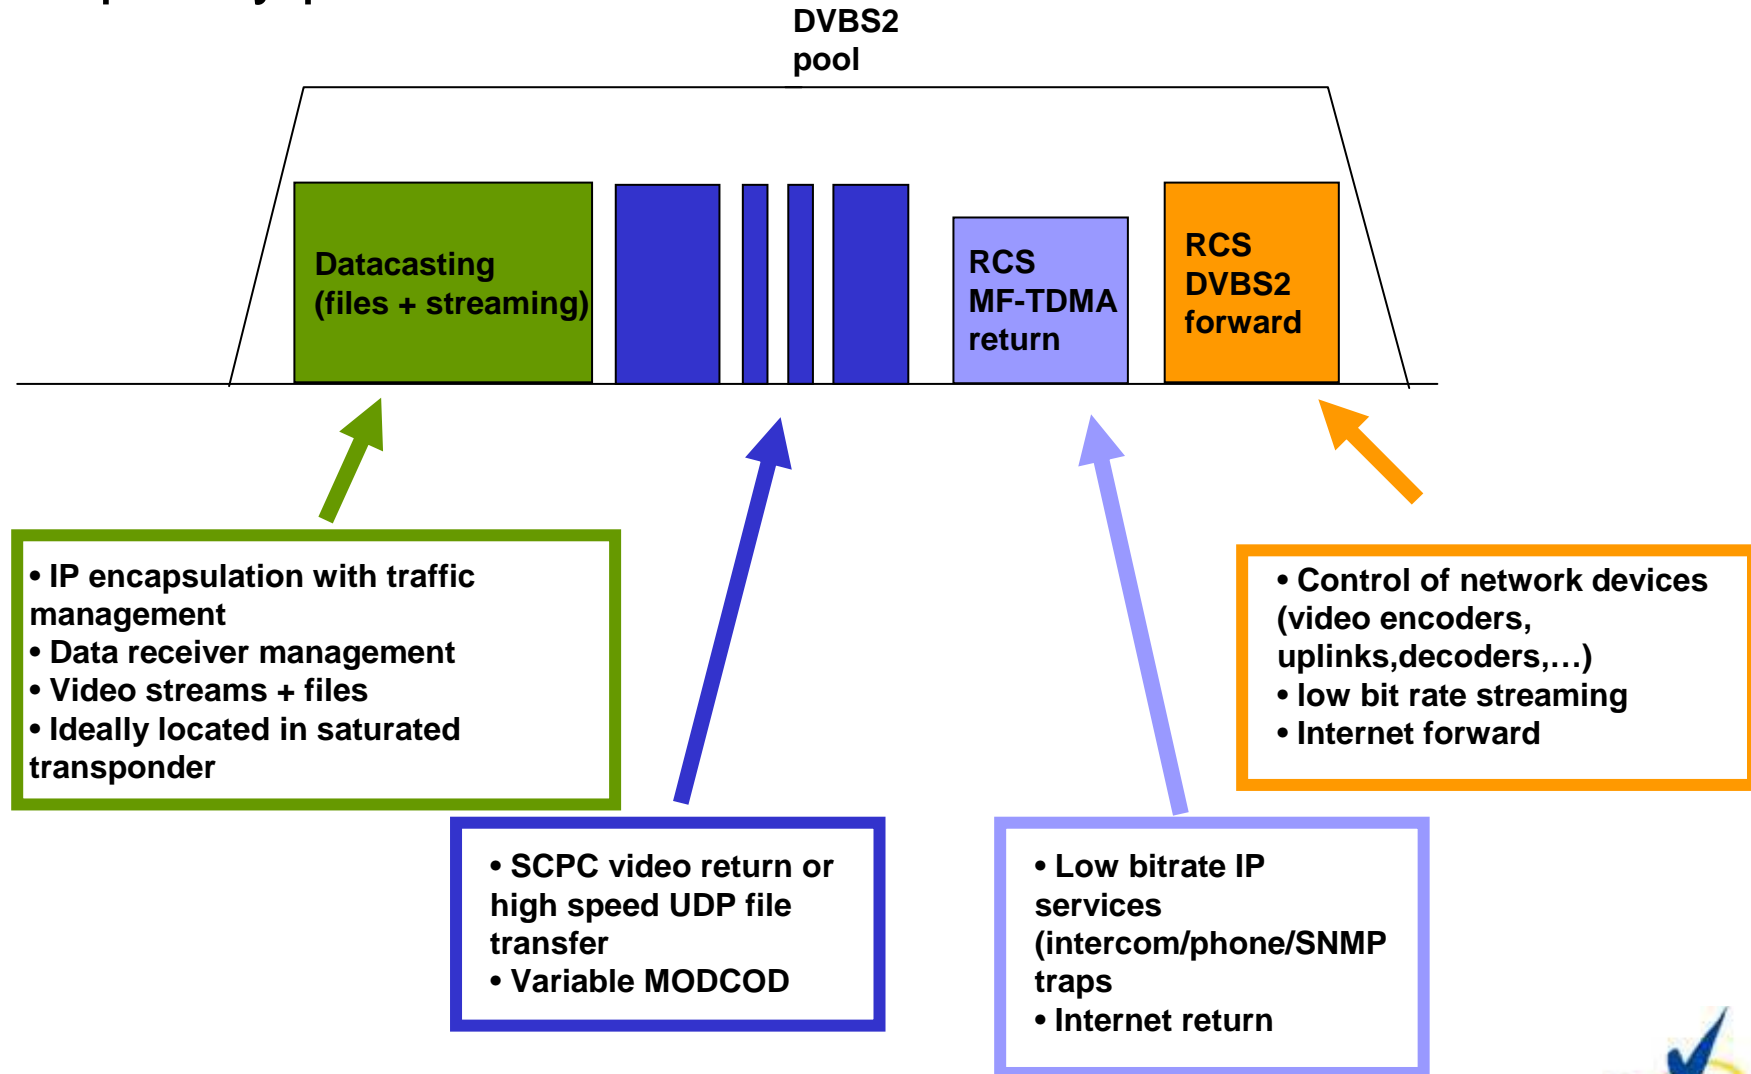 DVBS2
pool
Datacasting
(files + streaming)
RCS
MF-TDMA
return
RCS
DVBS2
forward
• IP encapsulation with traffic
management
• Data receiver management
• Video streams + files
• Ideally located in saturated
transponder
• SCPC video return or
high speed UDP file
transfer
• Variable MODCOD
• Low bitrate IP
services
(intercom/phone/SNMP
traps
• Internet return
• Control of network devices
(video encoders,
uplinks,decoders,…)
• low bit rate streaming
• Internet forward